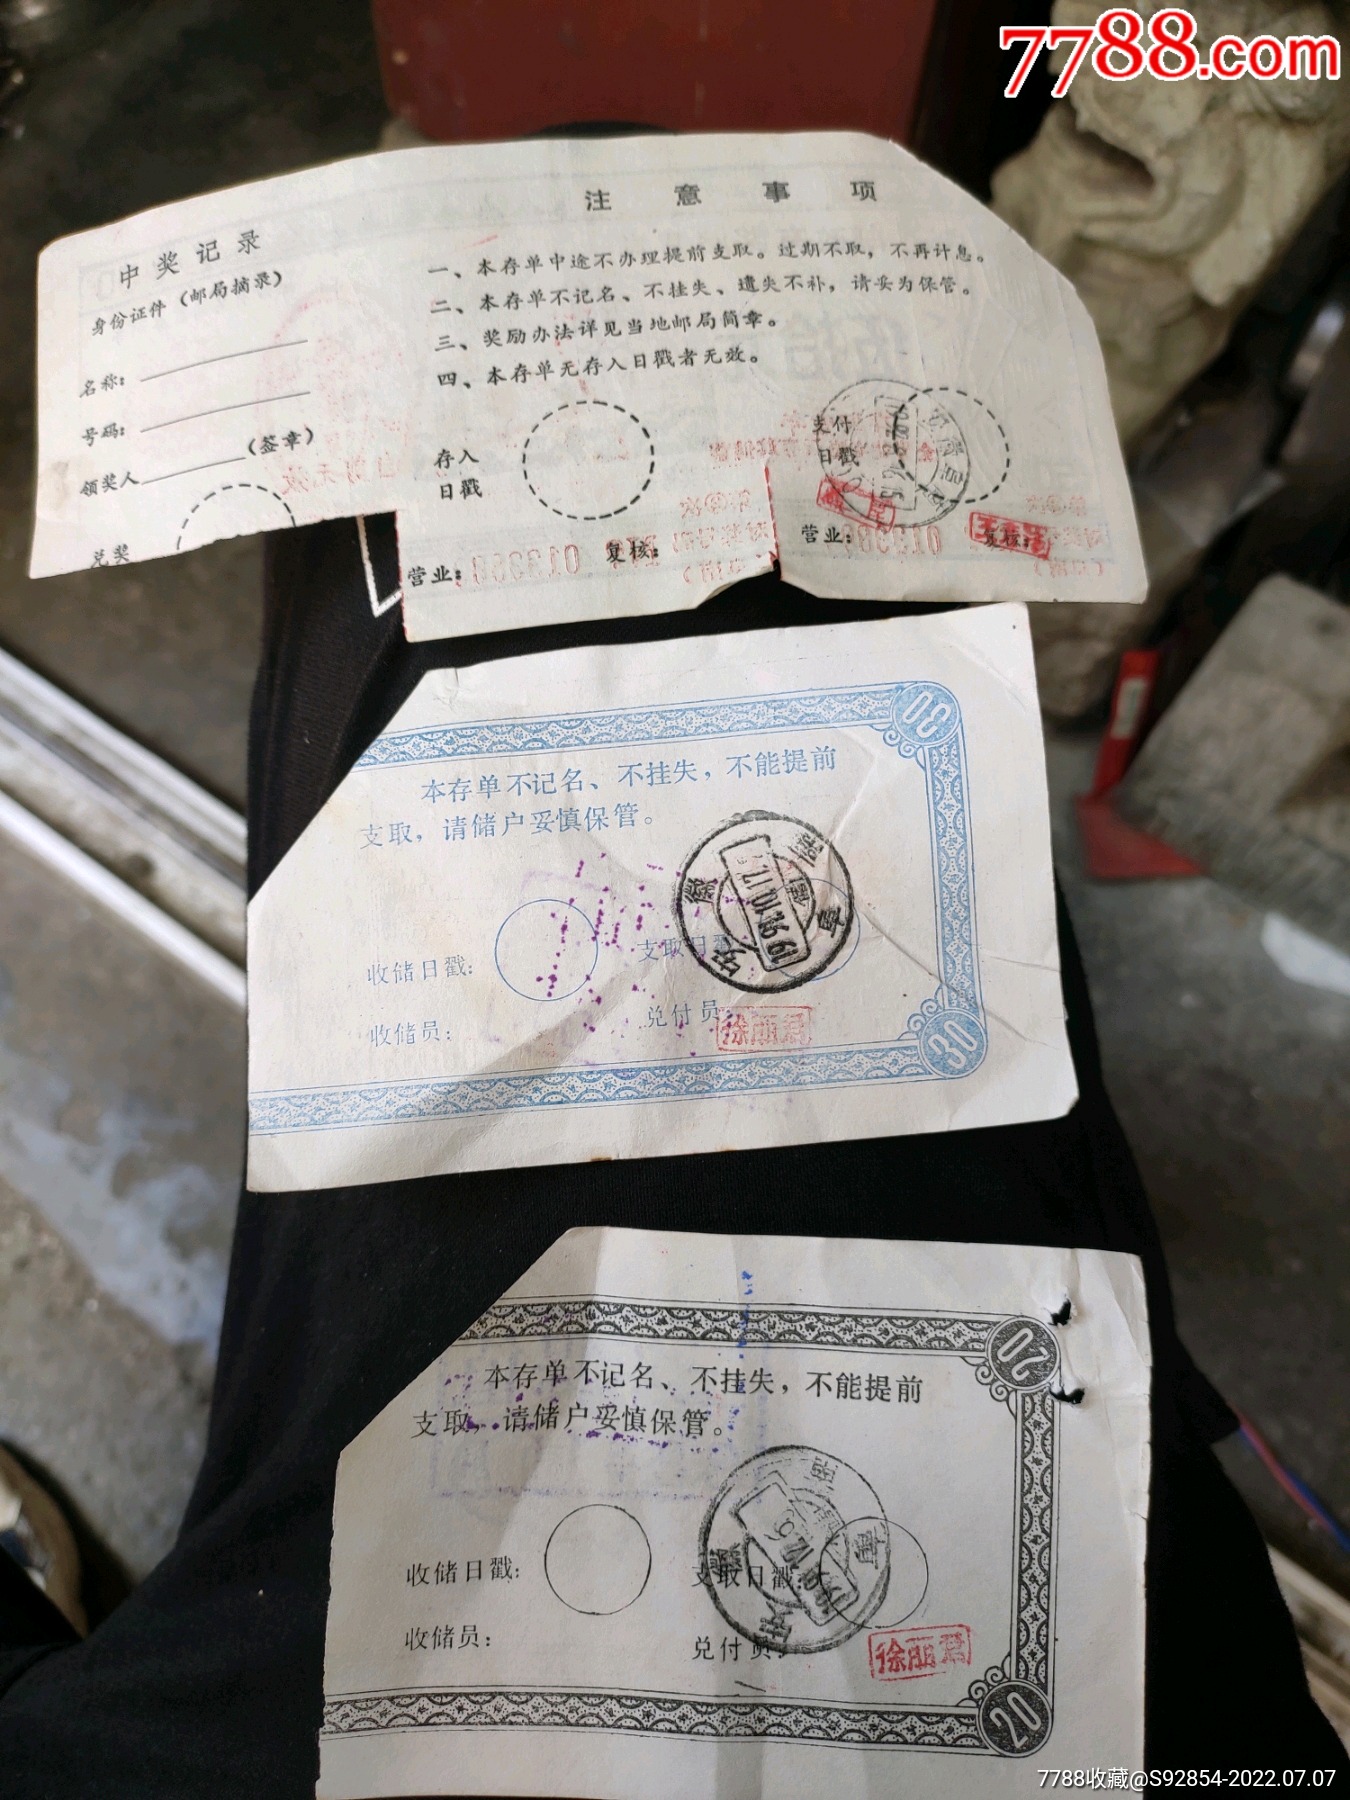 7788.com
注意事项
中奖记录
身份证件（邮局摘录）
名称：
号码：
领奖人（签章）
兑奖
一、本存单中途不办理提前支取。过期不取，不再计息。
二、本存单不记名、不挂失、遗失不补，请妥为保管。
三、奖励办法详见当地邮局简章。
四、本存单无存入日戳者无效。
存入
日戳
支付
日戳
营业：
复核：
营业：
复核：
30
本存单不记名、不挂失，不能提前
支取，请储户妥慎保管。
收储日戳：
支取日戳
安徽
阜南
1992.10.17.
收储员：
兑付员：
徐丽君
30
20
本存单不记名、不挂失，不能提前
支取，请储户妥慎保管。
收储日戳：
支取日戳：
收储员：
兑付员：
徐丽君
20
7788收藏@S92854-2022.07.07